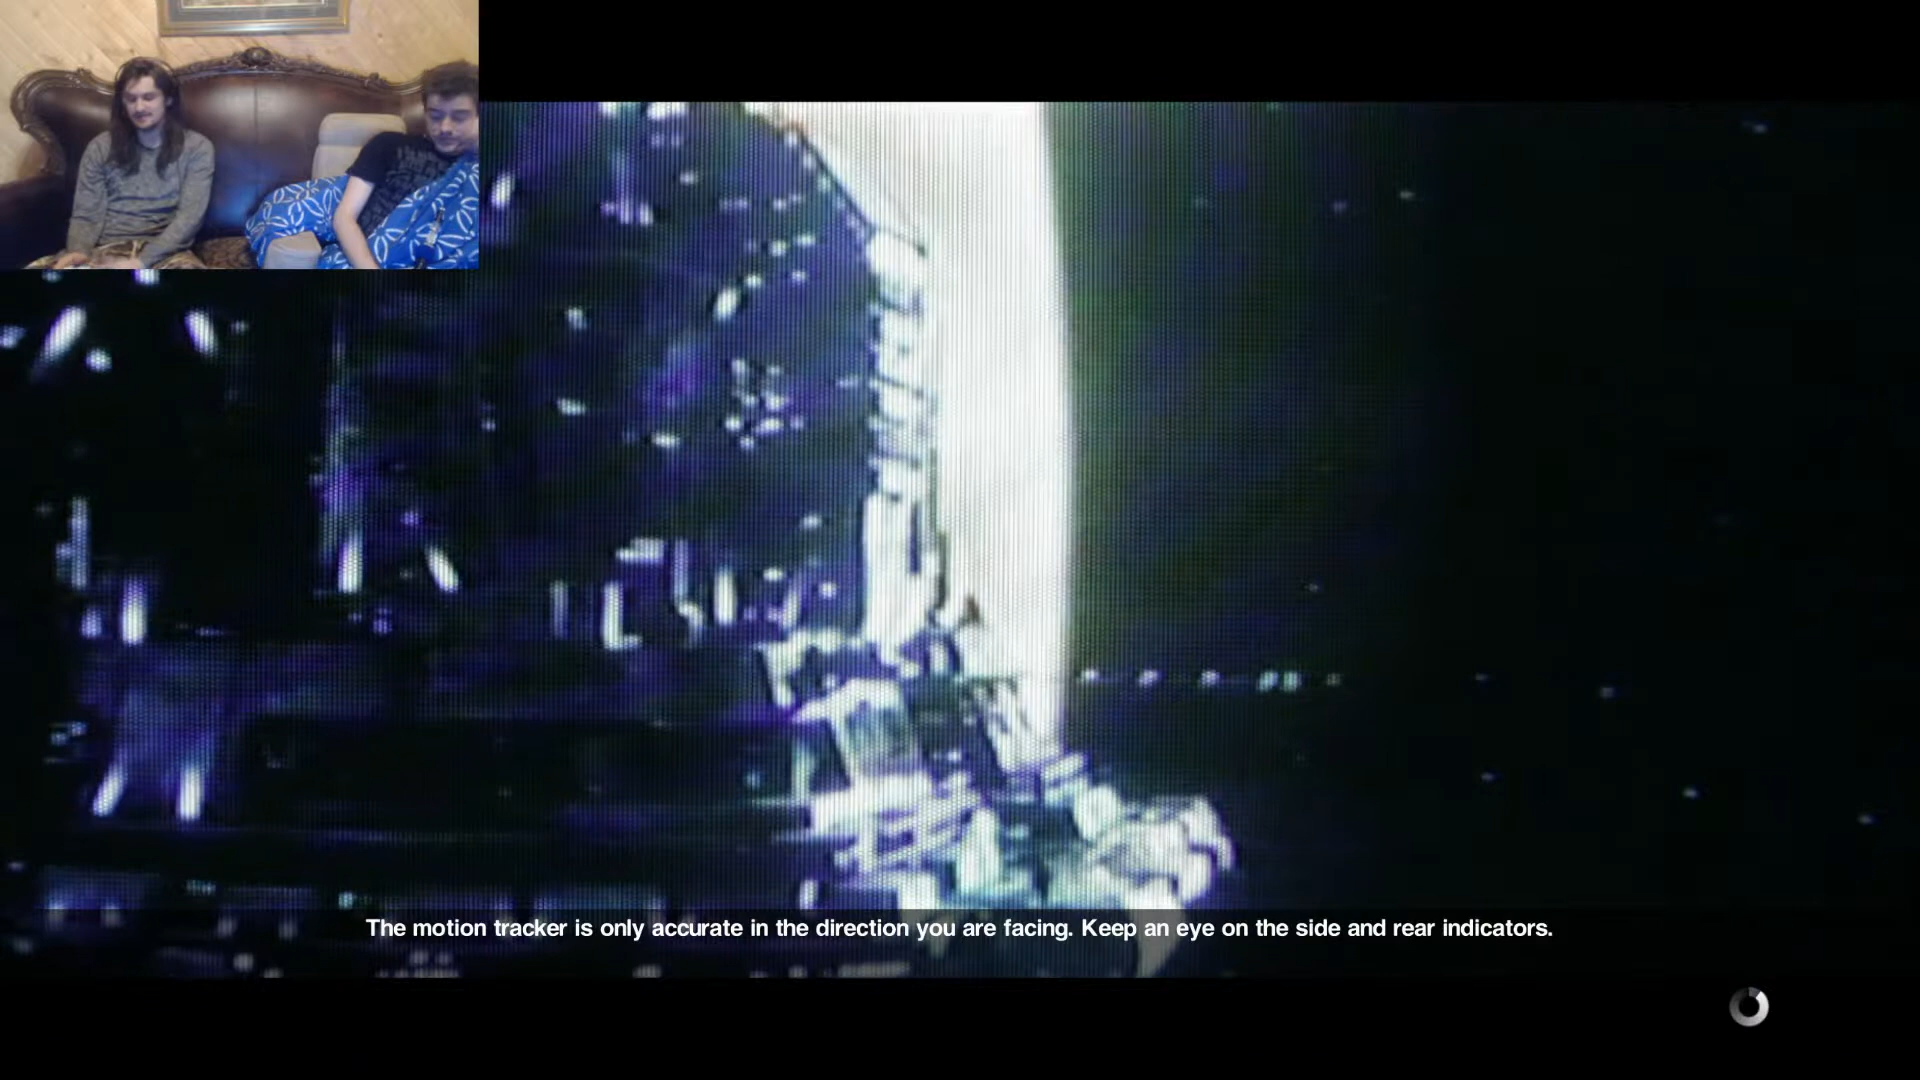 The motion tracker is only accurate in the direction you are facing. Keep an eye on the side and rear indicators.